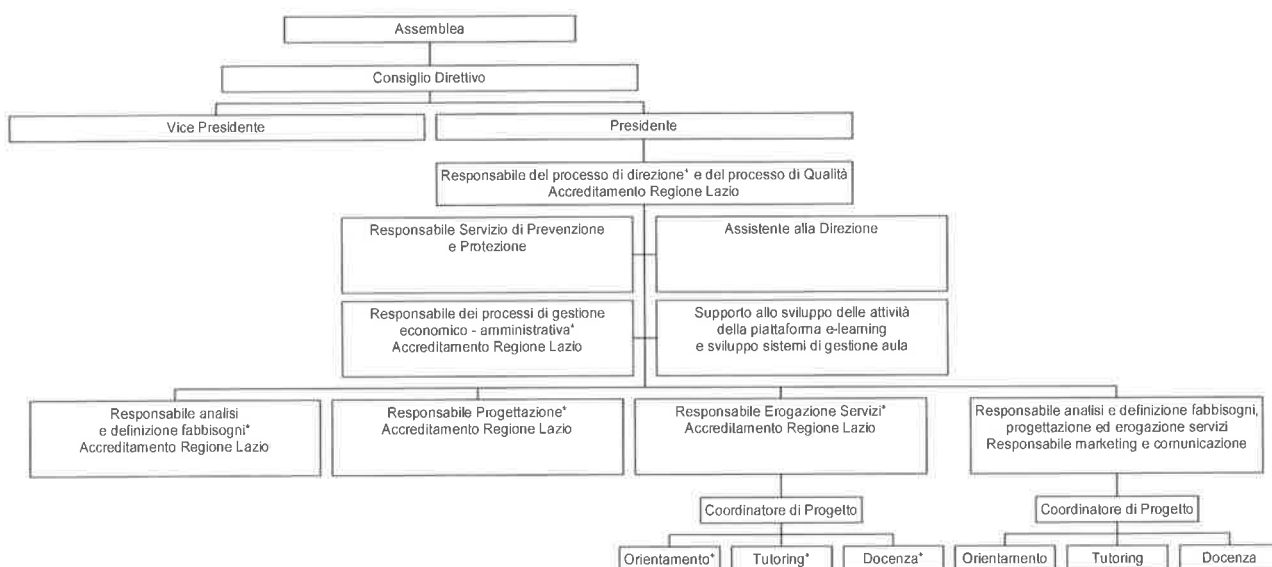 Assemblea
Consiglio Direttivo
Vice Presidente
Presidente
Responsabile del processo di direzione* e del processo di Qualità
Accreditamento Regione Lazio
Responsabile Servizio di Prevenzione
e Protezione
Assistente alla Direzione
Responsabile dei processi di gestione
economico - amministrativa*
Accreditamento Regione Lazio
Supporto allo sviluppo delle attività
della piattaforma e-learning
e sviluppo sistemi di gestione aula
Responsabile analisi
e definizione fabbisogni*
Accreditamento Regione Lazio
Responsabile Progettazione*
Accreditamento Regione Lazio
Responsabile Erogazione Servizi*
Accreditamento Regione Lazio
Responsabile analisi e definizione fabbisogni,
progettazione ed erogazione servizi
Responsabile marketing e comunicazione
Coordinatore di Progetto
Coordinatore di Progetto
Orientamento*
Tutoring*
Docenza*
Orientamento
Tutoring
Docenza